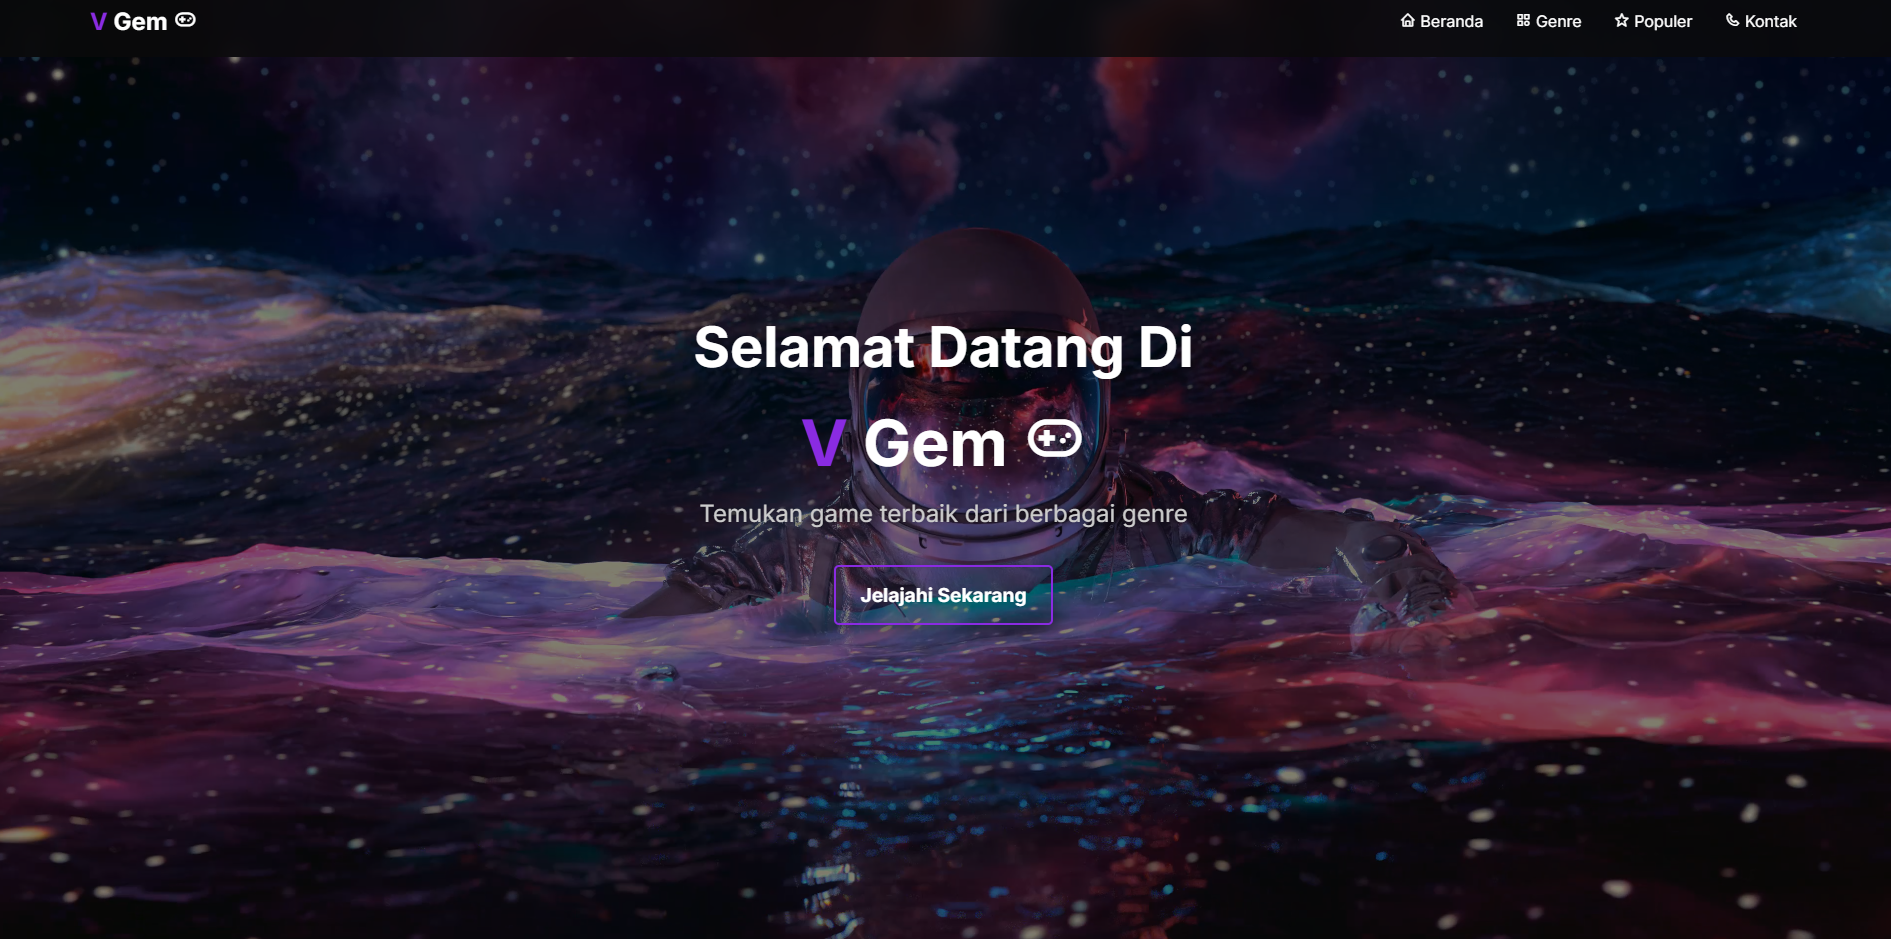 V Gem
Beranda Genre Populer Kontak
Selamat Datang Di
V Gem
Temukan game terbaik dari berbagai genre
Jelajahi Sekarang